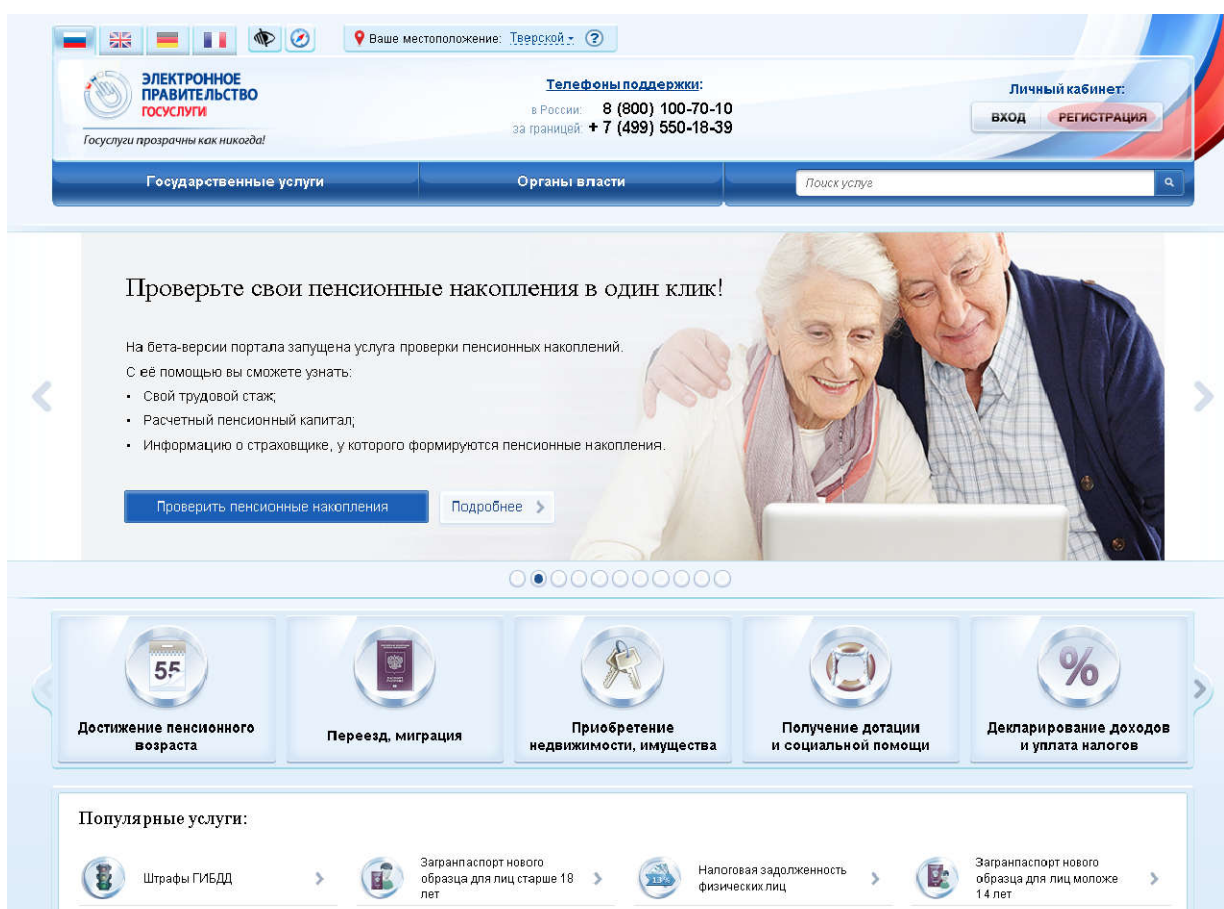 Ваше местоположение: Тверской
?
ЭЛЕКТРОННОЕ
ПРАВИТЕЛЬСТВО
ГОСУСЛУГИ
Госуслуги прозрачны как никогда!
Телефоны поддержки:
в России: 8 (800) 100-70-10
за границей: + 7 (499) 550-18-39
Личный кабинет:
ВХОД РЕГИСТРАЦИЯ
Государственные услуги
Органы власти
Поиск услуг
Проверьте свои пенсионные накопления в один клик!
На бета-версии портала запущена услуга проверки пенсионных накоплений.
С её помощью вы сможете узнать:
• Свой трудовой стаж;
• Расчетный пенсионный капитал;
• Информацию о страховщике, у которого формируются пенсионные накопления.
Проверить пенсионные накопления
Подробнее
55
Достижение пенсионного
возраста
Переезд, миграция
Приобретение
недвижимости, имущества
Получение дотации
и социальной помощи
%
Декларирование доходов
и уплата налогов
Популярные услуги:
Штрафы ГИБДД
Загранпаспорт нового
образца для лиц старше 18
лет
13%
Налоговая задолженность
физических лиц
Загранпаспорт нового
образца для лиц моложе
14 лет